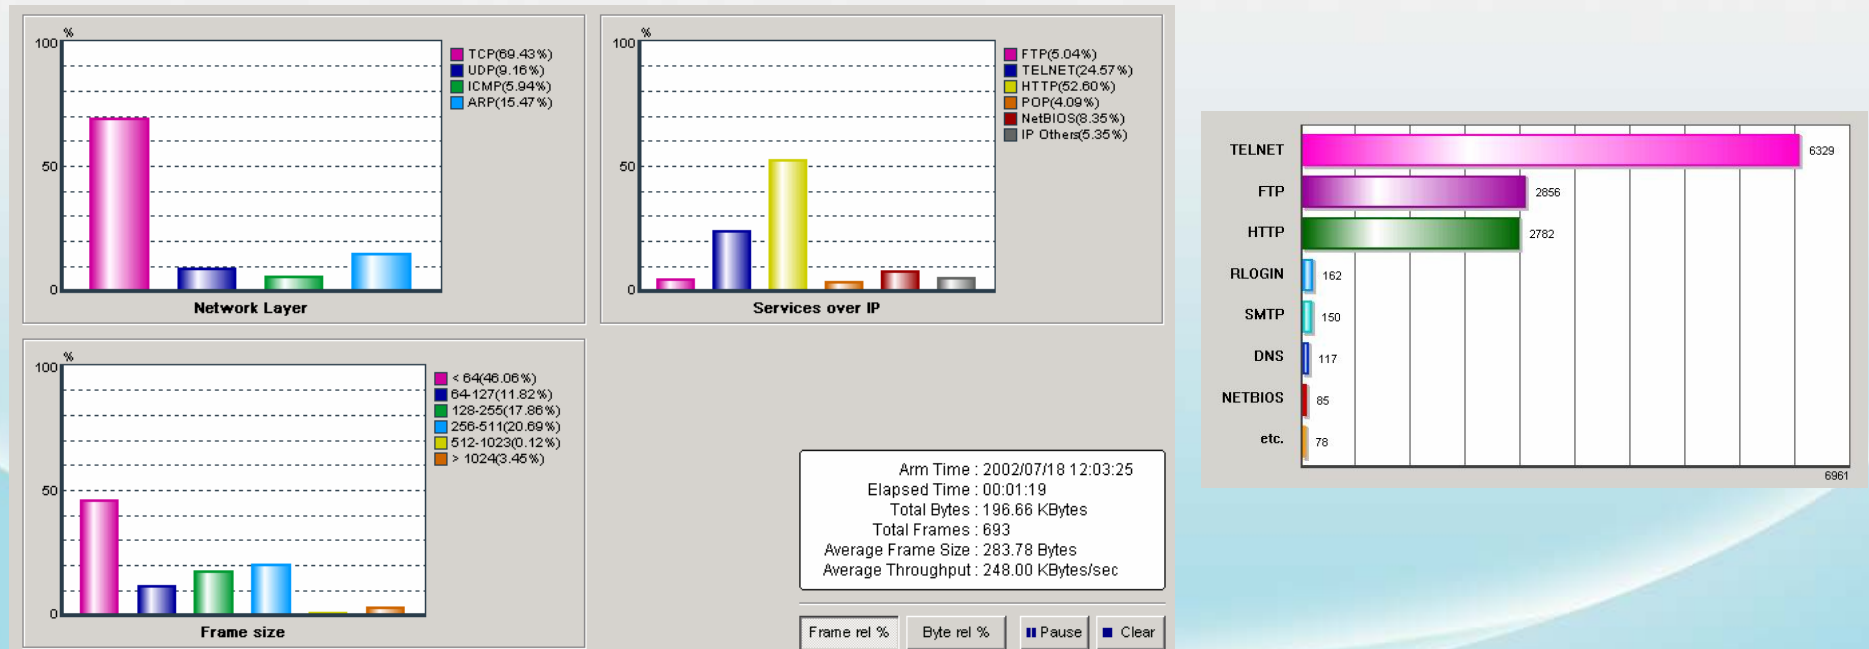 %
100
50
0
TCP(69.43%)
UDP(9.16%)
ICMP(5.94%)
ARP(15.47%)
Network Layer
%
100
50
0
FTP(5.04%)
TELNET(24.57%)
HTTP(52.60%)
POP(4.09%)
NetBIOS(8.35%)
IP Others(5.35%)
Services over IP
%
100
50
0
< 64(46.06%)
64-127(11.82%)
128-255(17.86%)
256-511(20.69%)
512-1023(0.12%)
> 1024(3.45%)
Frame size
Arm Time : 2002/07/18 12:03:25
Elapsed Time : 00:01:19
Total Bytes : 196.66 KBytes
Total Frames : 693
Average Frame Size : 283.78 Bytes
Average Throughput : 248.00 KBytes/sec
Frame rel %
Byte rel %
Pause
Clear
TELNET 6329
FTP 2856
HTTP 2782
RLOGIN 162
SMTP 150
DNS 117
NETBIOS 85
etc. 78
6961